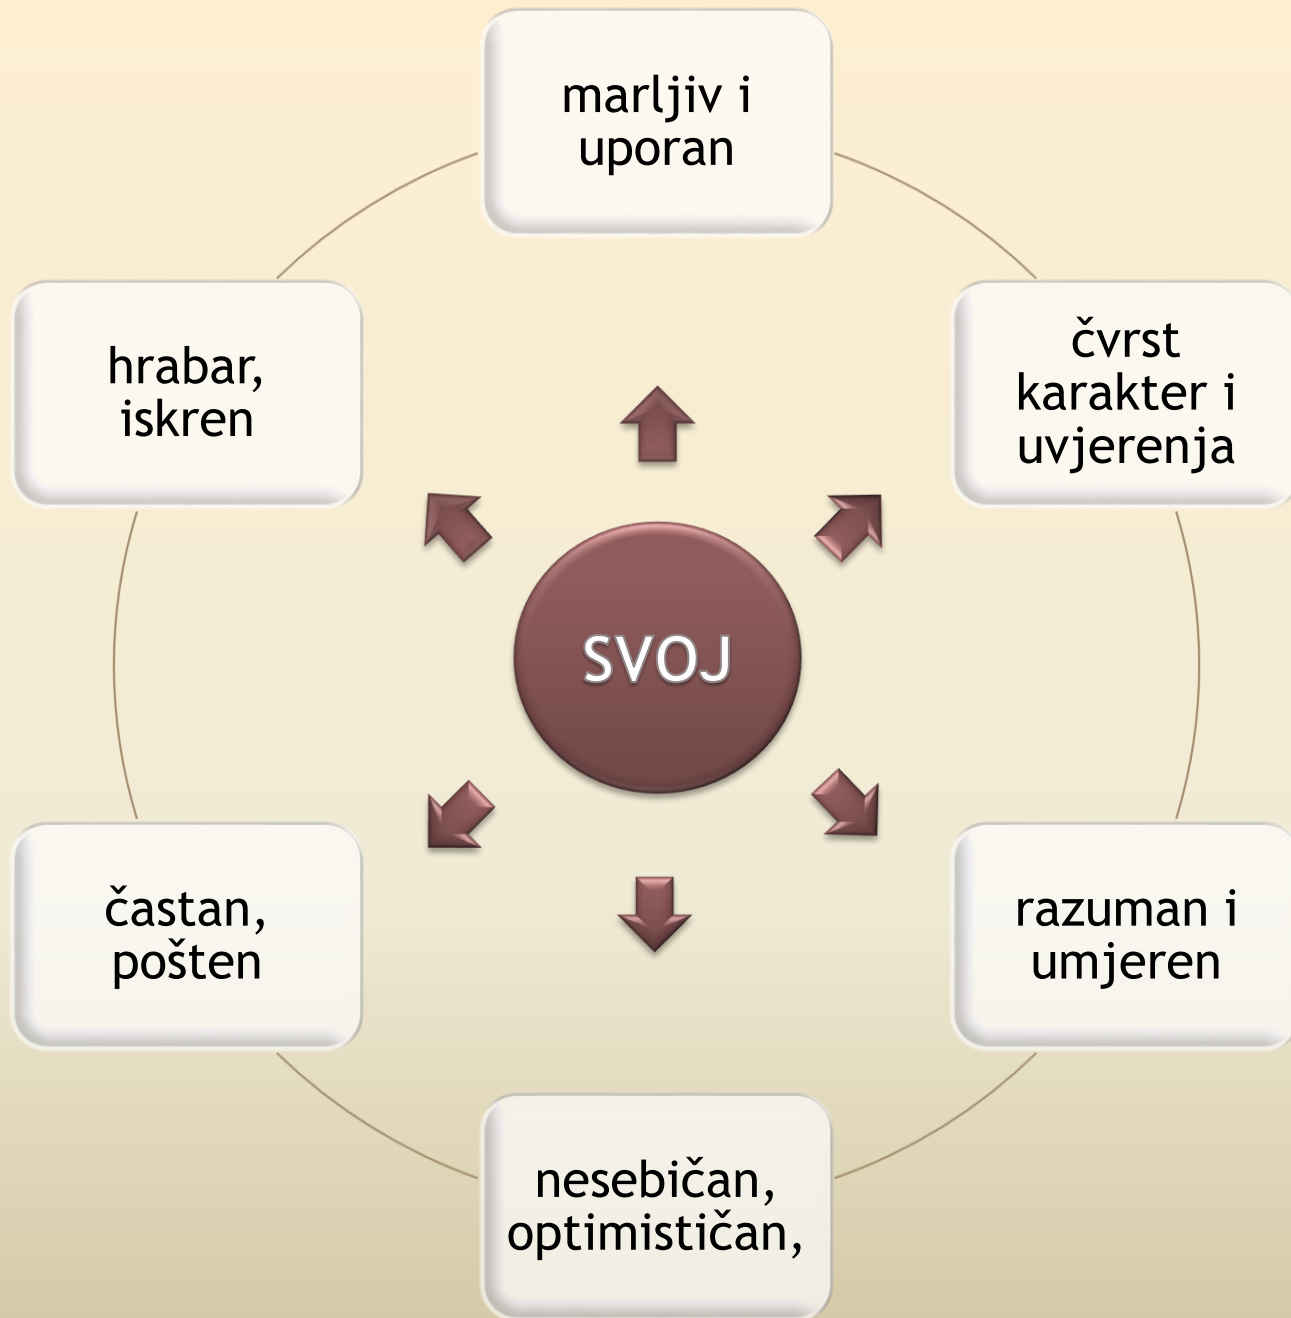 marljiv i
uporan
čvrst
karakter i
uvjerenja
razuman i
umjeren
nesebičan,
optimističan,
častan,
pošten
hrabar,
iskren
SVOJ